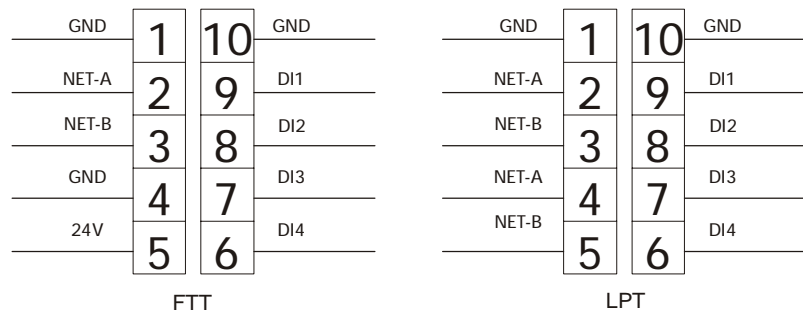 GND 1 10 GND
NET-A 2 9 DI1
NET-B 3 8 DI2
GND 4 7 DI3
24V 5 6 DI4
FTT
GND 1 10 GND
NET-A 2 9 DI1
NET-B 3 8 DI2
NET-A 4 7 DI3
NET-B 5 6 DI4
LPT